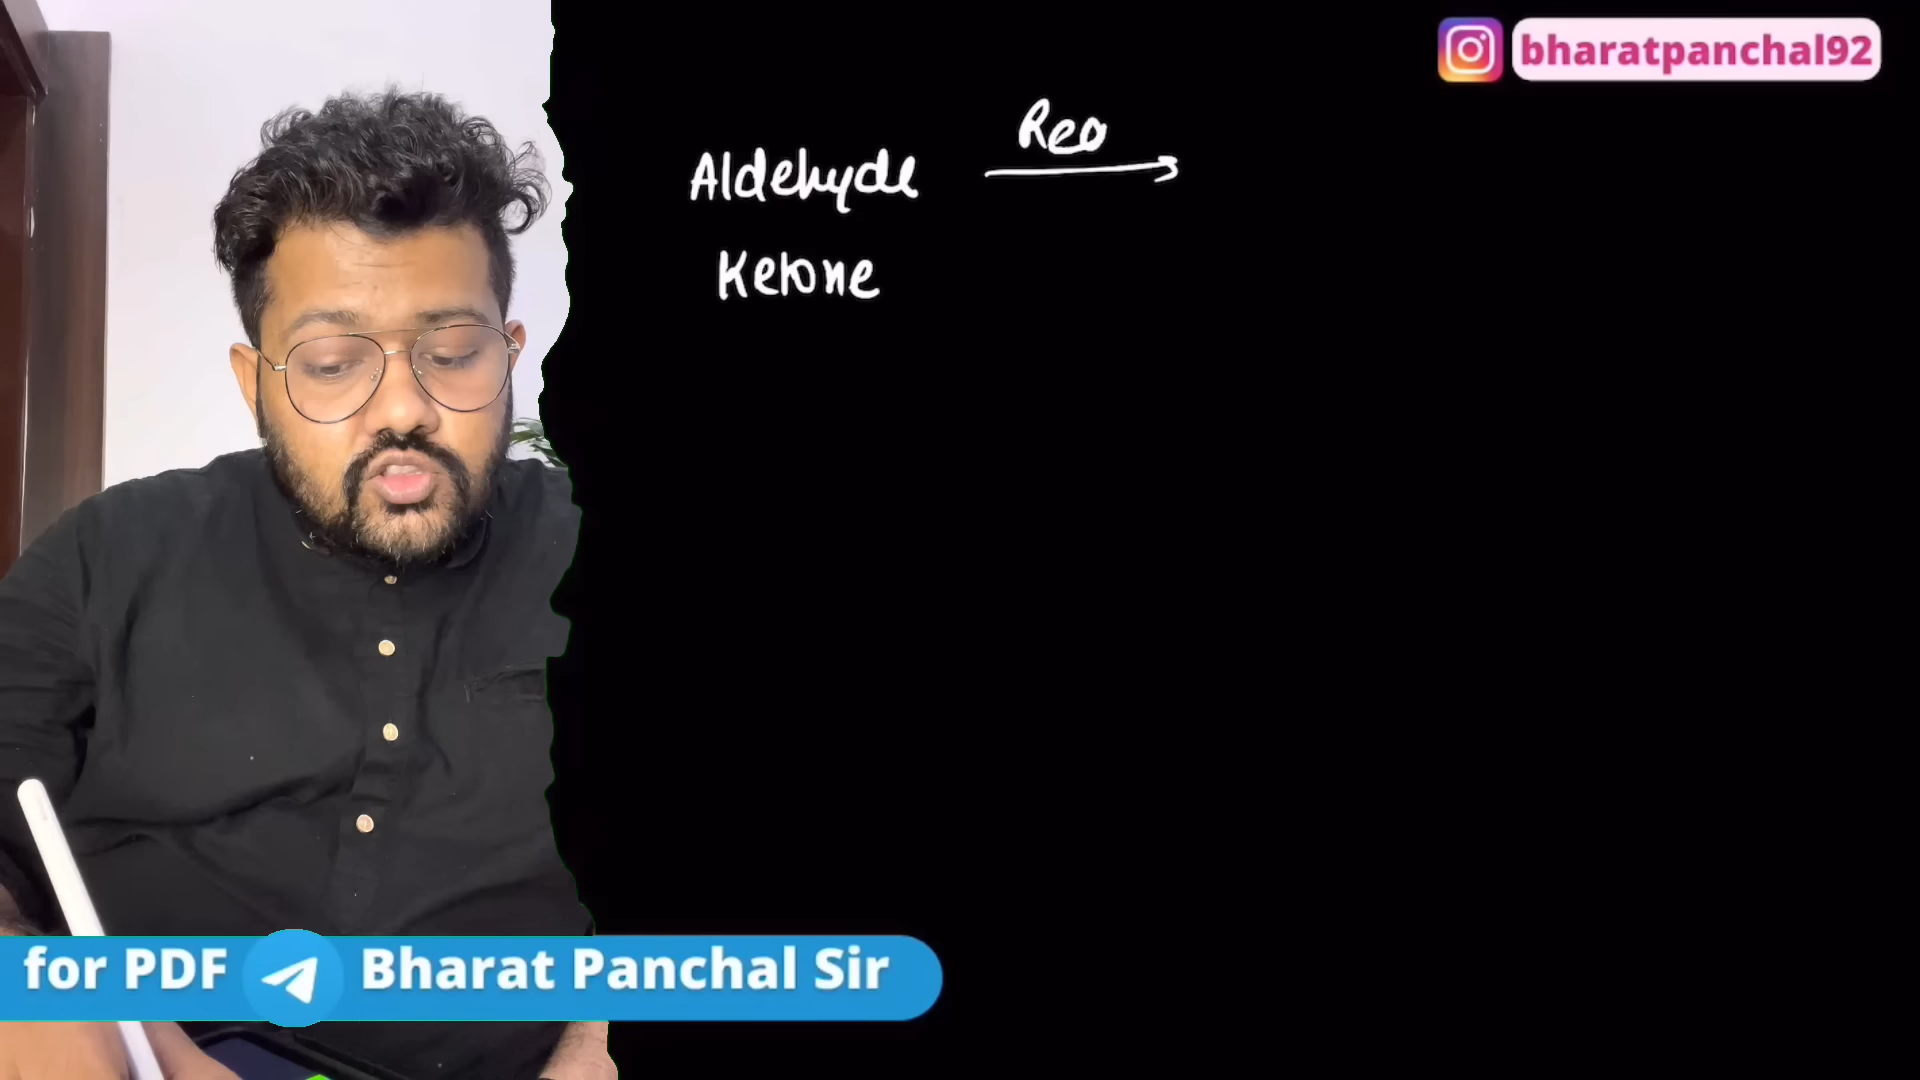 bharatpanchal92
Reo
Aldehyde
Ketone
for PDF Bharat Panchal Sir